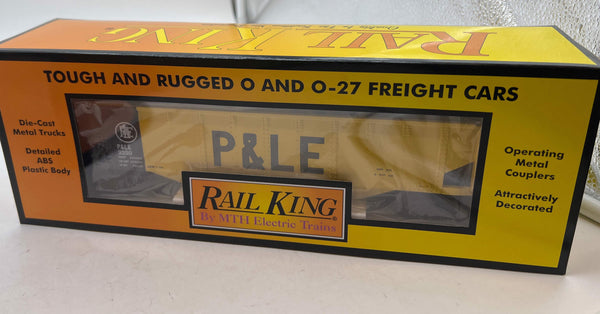 RAIL
KING
TOUGH AND RUGGED O AND O-27 FREIGHT CARS
Die-Cast
Metal Trucks
Detailed
ABS
Plastic Body
P&LE
P&LE
RAIL KING®
By MTH Electric Trains
Operating
Metal
Couplers
Attractively
Decorated